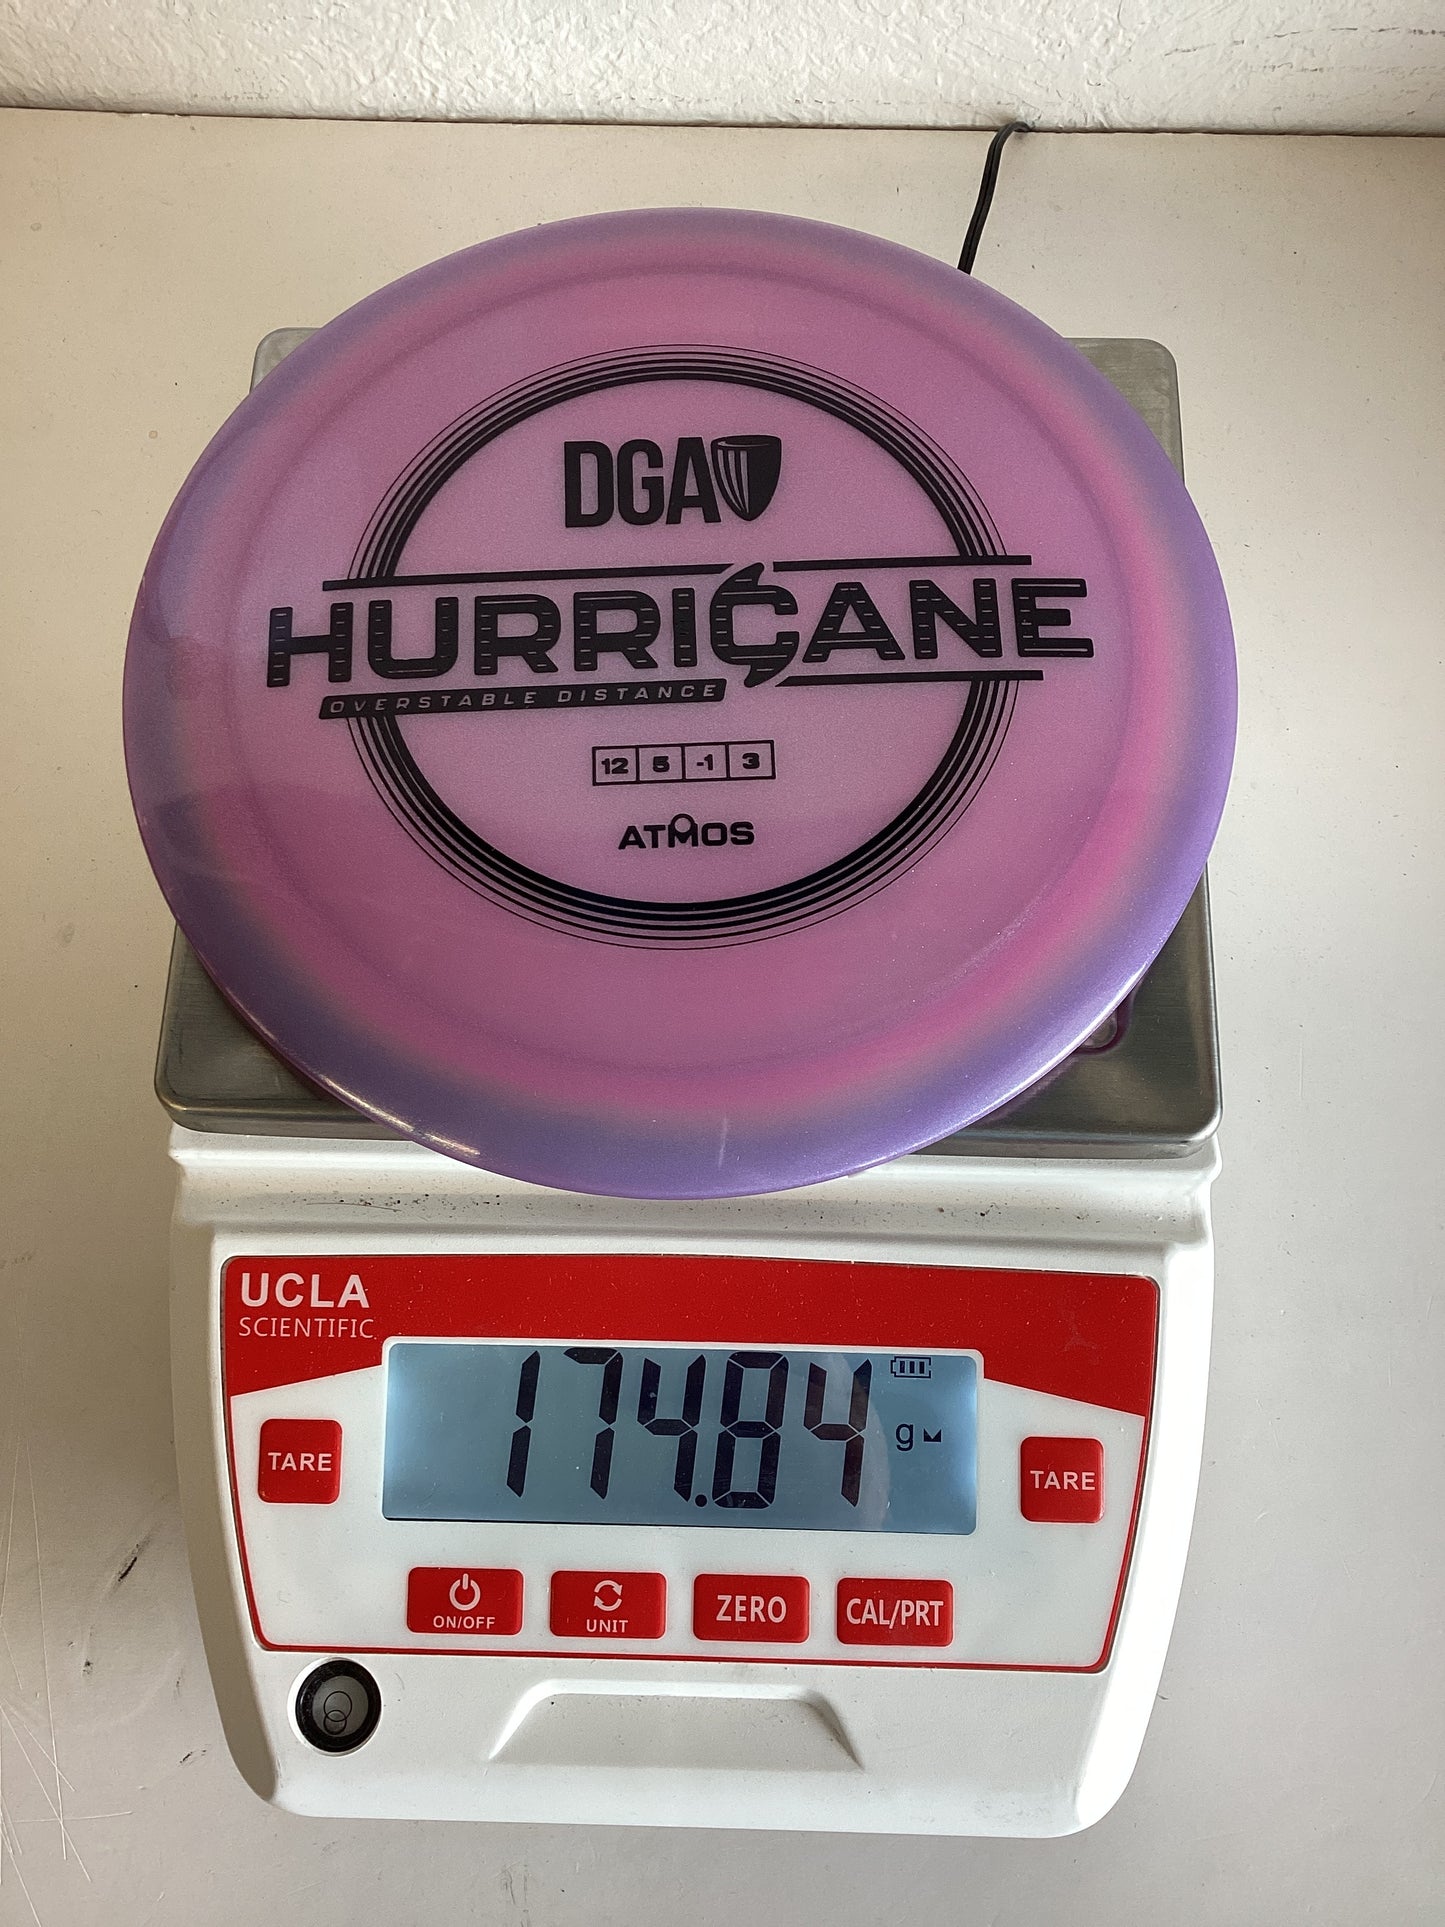 DGA
HURRICANE
OVERSTABLE DISTANCE
12 5 -1 3
ATMOS
UCLA
SCIENTIFIC
174.84 g
TARE
TARE
ON/OFF
UNIT
ZERO
CAL/PRT